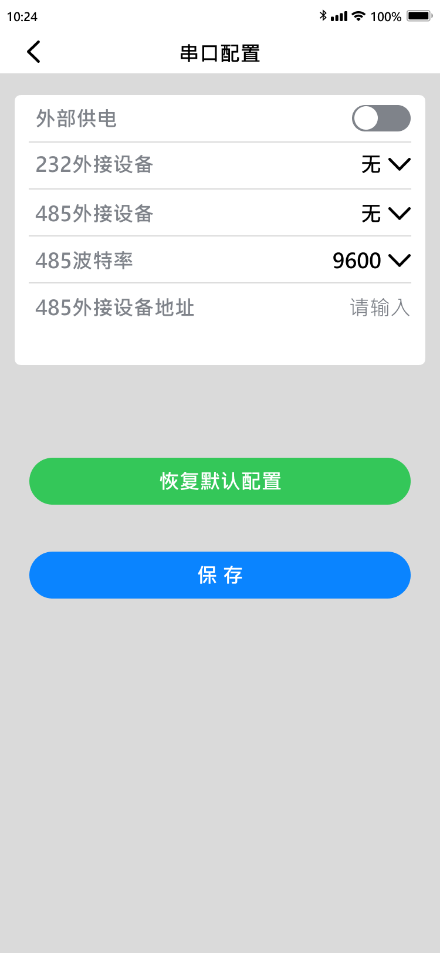 10:24 100%
串口配置
外部供电
232外接设备 无
485外接设备 无
485波特率 9600
485外接设备地址 请输入
恢复默认配置
保 存